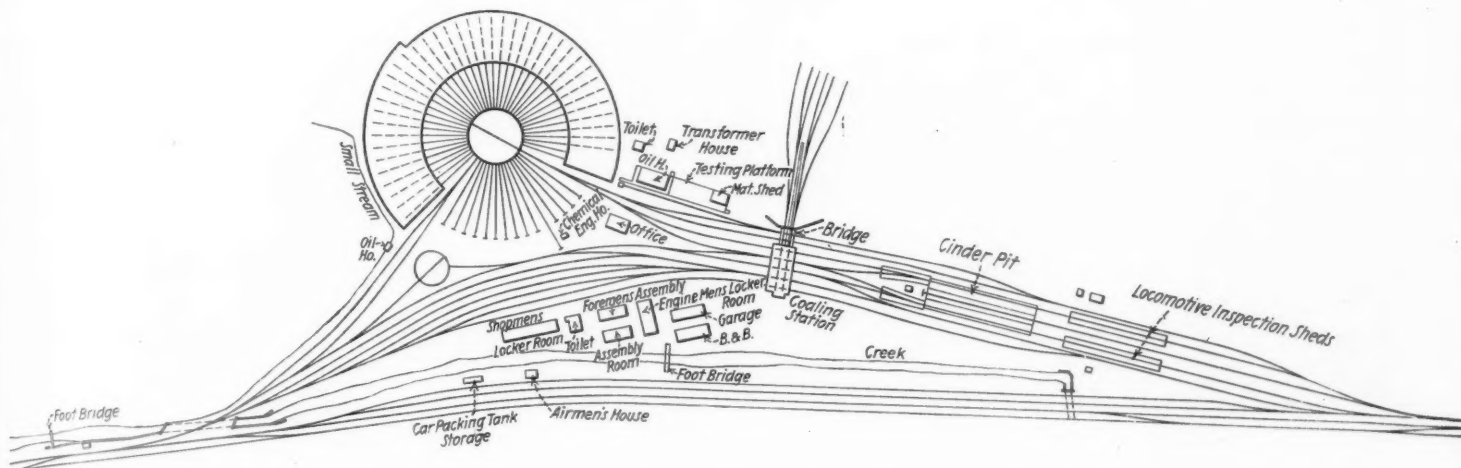 Small Stream
Oil
Ho.
Toilet
Transformer
House
Oil H.
Testing Platform
Mat. Shed
Chemical
Eng. Ho.
Office
Bridge
Cinder Pit
Locomotive Inspection Sheds
Coaling
Station
Foremens Assembly
Engine Mens Locker
Room
Garage
B. & B.
Shopmens
Locker Room
Toilet
Assembly
Room
Creek
Foot Bridge
Foot Bridge
Car Packing Tank
Storage
Airmen's House